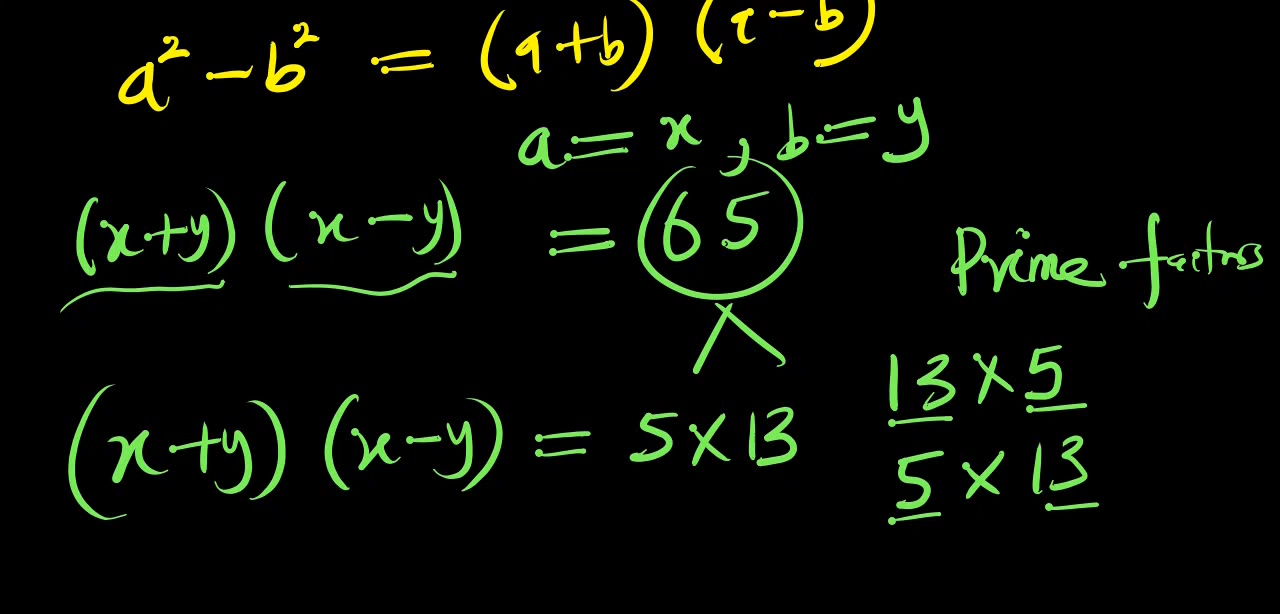 a² - b² = (a+b) (a-b)
a = x , b = y
(x+y) (x-y) = 65
Prime factors
13 x 5
(x+y) (x-y) = 5 x 13
5 x 13